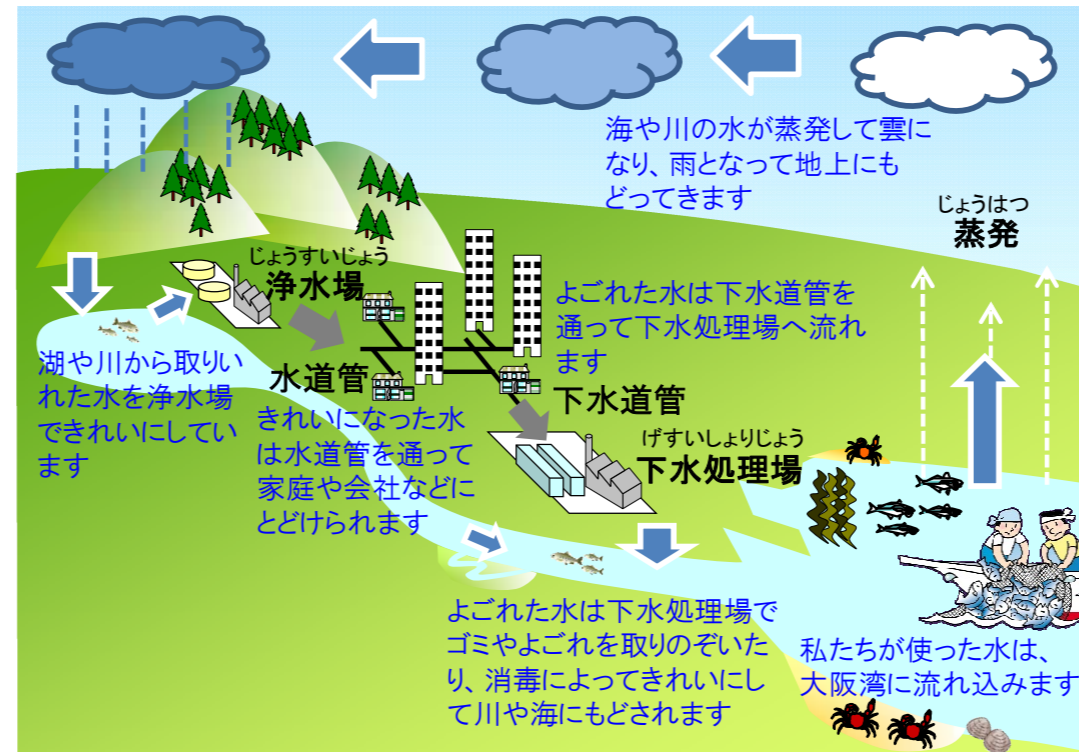 海や川の水が蒸発して雲に
なり、雨となって地上にも
どってきます
じょうはつ
蒸発
じょうすいじょう
浄水場
湖や川から取りい
れた水を浄水場
できれいにしてい
ます
水道管
きれいになった水
は水道管を通って
家庭や会社などに
とどけられます
よごれた水は下水道管を
通って下水処理場へ流れ
ます
下水道管
げすいしょりじょう
下水処理場
よごれた水は下水処理場で
ゴミやよごれを取りのぞいた
り、消毒によってきれいにし
て川や海にもどされます
私たちが使った水は、
大阪湾に流れ込みます